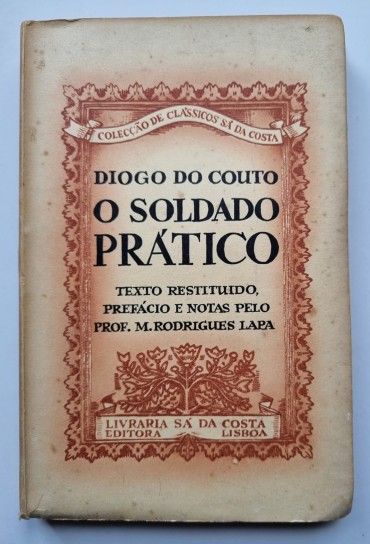 COLECÇÃO DE CLÁSSICOS SÁ DA COSTA
DIOGO DO COUTO
O SOLDADO
PRÁTICO
TEXTO RESTITUIDO,
PREFÁCIO E NOTAS PELO
PROF. M. RODRIGUES LAPA
LIVRARIA SÁ DA COSTA
EDITORA LISBOA